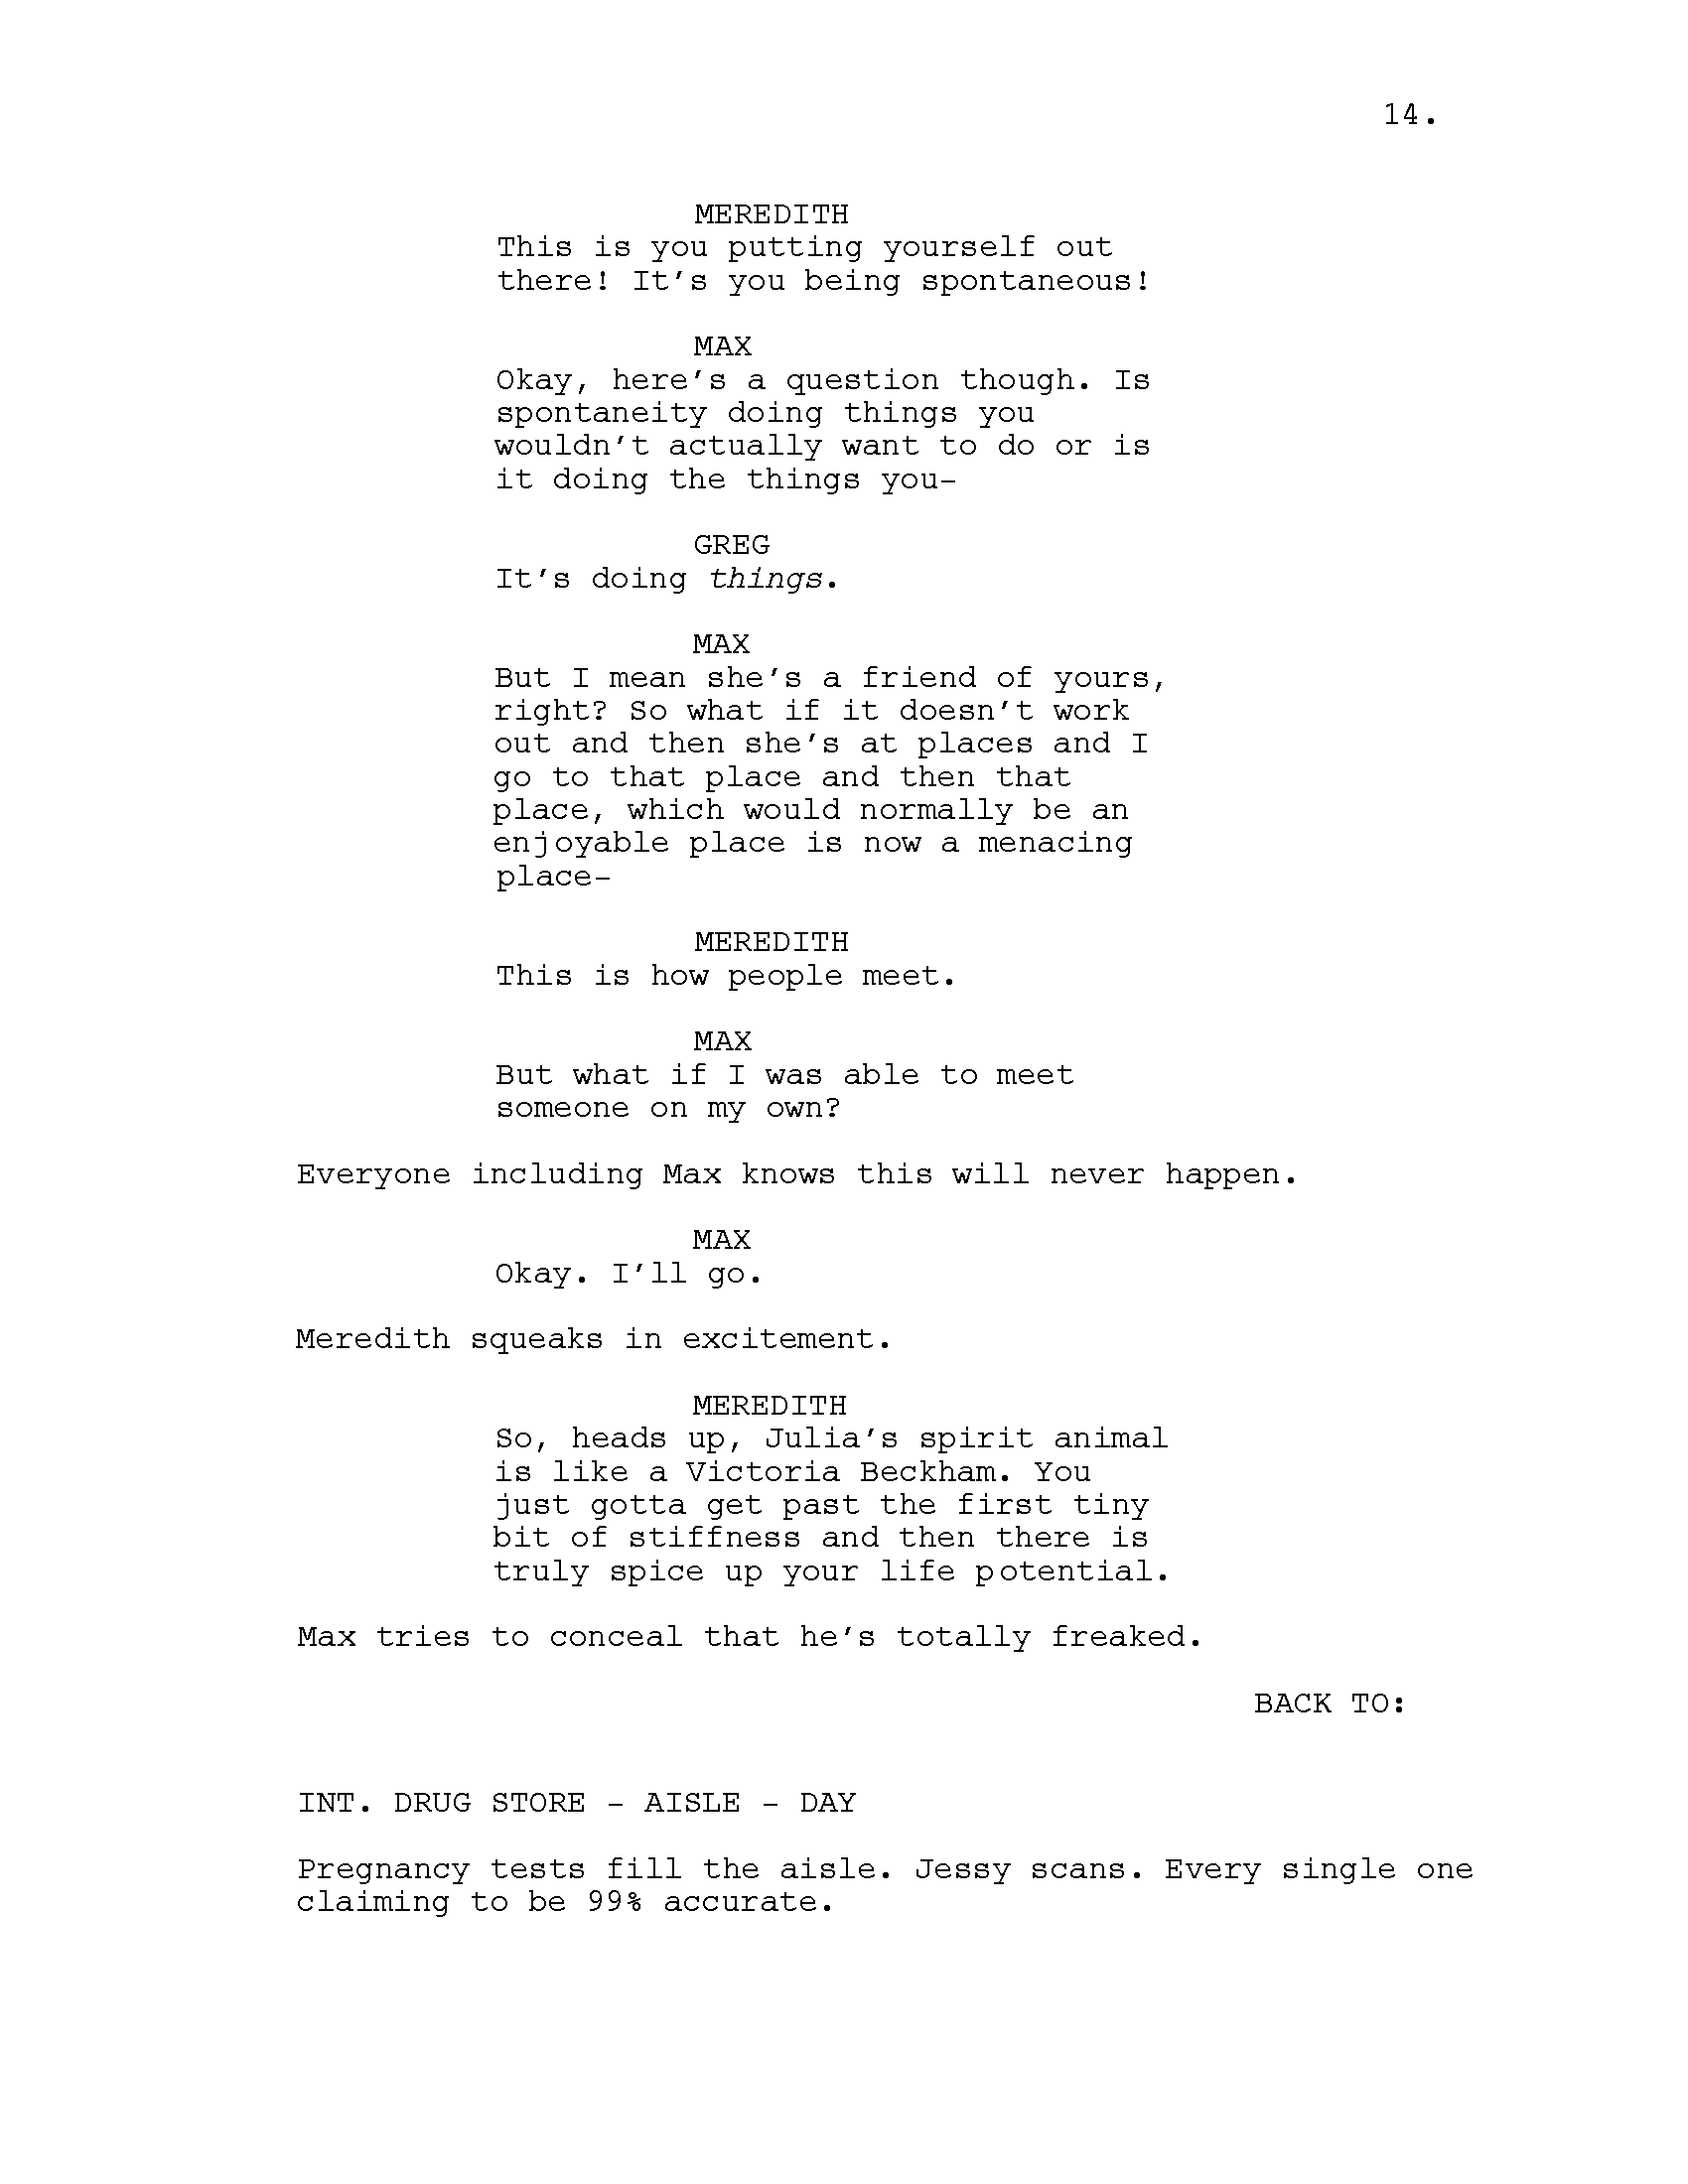 14.
MEREDITH
This is you putting yourself out
there! It's you being spontaneous!
MAX
Okay, here's a question though. Is
spontaneity doing things you
wouldn't actually want to do or is
it doing the things you-
GREG
It's doing things.
MAX
But I mean she's a friend of yours,
right? So what if it doesn't work
out and then she's at places and I
go to that place and then that
place, which would normally be an
enjoyable place is now a menacing
place-
MEREDITH
This is how people meet.
MAX
But what if I was able to meet
someone on my own?
Everyone including Max knows this will never happen.
MAX
Okay. I'll go.
Meredith squeaks in excitement.
MEREDITH
So, heads up, Julia's spirit animal
is like a Victoria Beckham. You
just gotta get past the first tiny
bit of stiffness and then there is
truly spice up your life potential.
Max tries to conceal that he's totally freaked.
BACK TO:
INT. DRUG STORE - AISLE - DAY
Pregnancy tests fill the aisle. Jessy scans. Every single one
claiming to be 99% accurate.